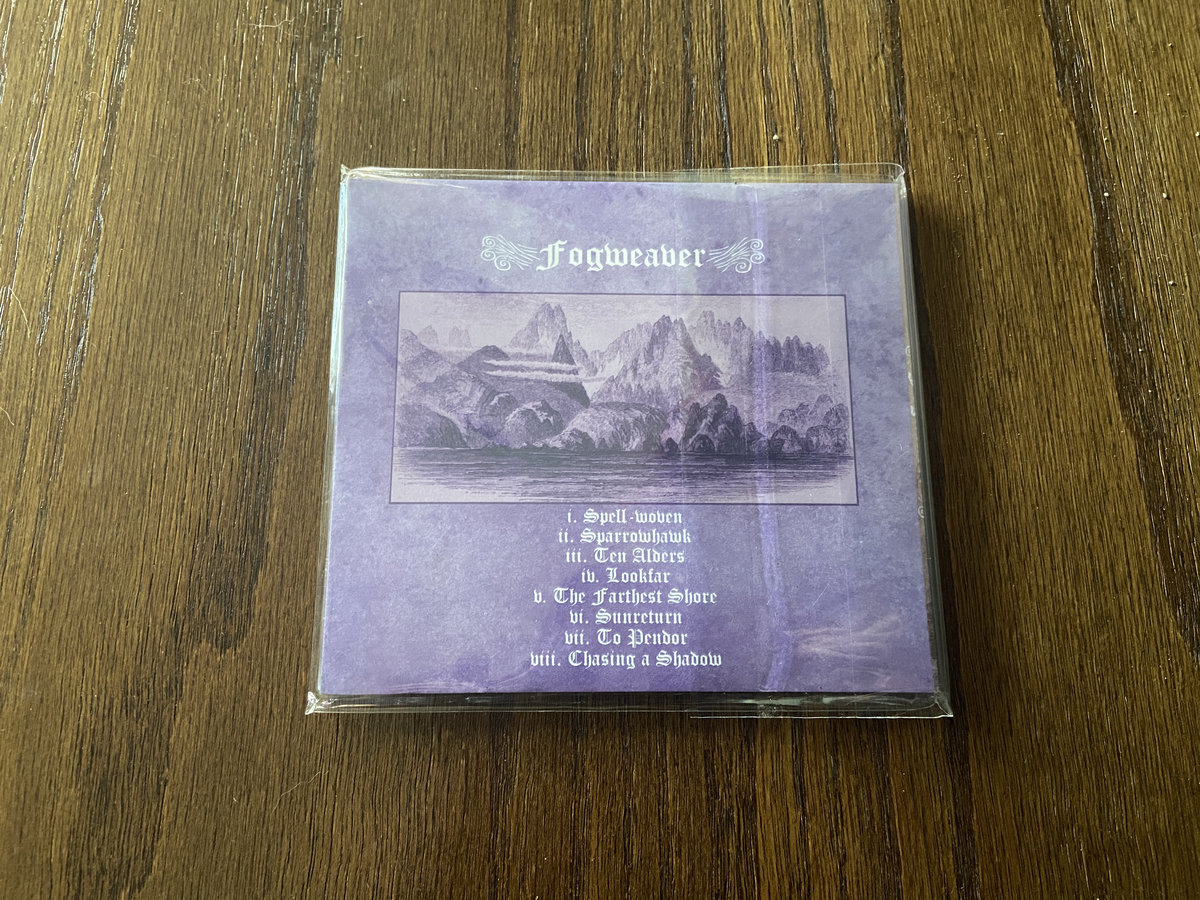 Fogweaver
i. Spell-woven
ii. Sparrowhawk
iii. Ten Alders
iv. Lookfar
v. The Farthest Shore
vi. Sunreturn
vii. To Pendor
viii. Chasing a Shadow